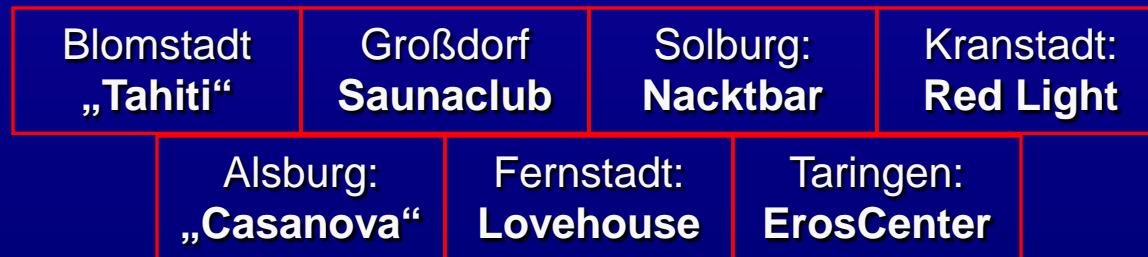 Blomstadt
„Tahiti“
Großdorf
Saunaclub
Solburg:
Nacktbar
Kranstadt:
Red Light
Alsburg:
„Casanova“
Fernstadt:
Lovehouse
Taringen:
ErosCenter